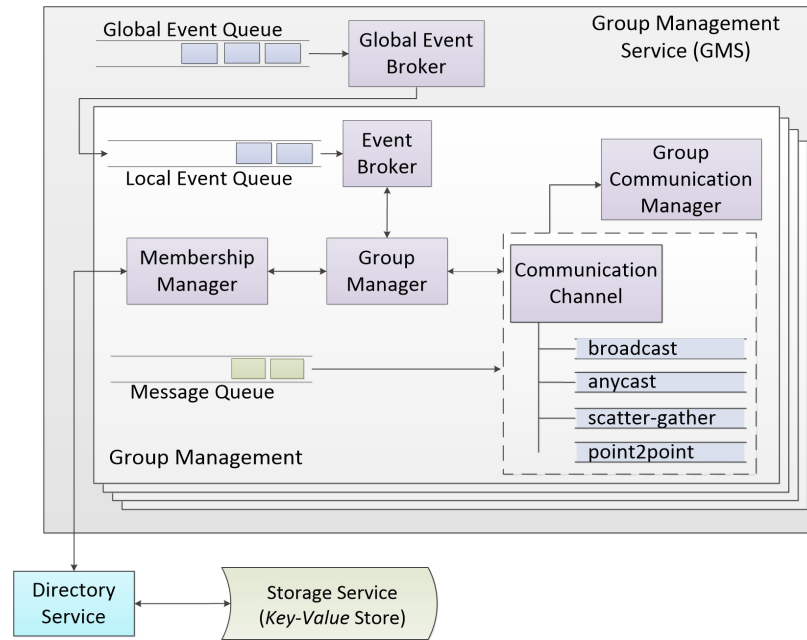 Global Event Queue
Global Event
Broker
Group Management
Service (GMS)
Local Event Queue
Event
Broker
Group
Communication
Manager
Membership
Manager
Group
Manager
Communication
Channel
broadcast
anycast
scatter-gather
point2point
Message Queue
Group Management
Directory
Service
Storage Service
(Key-Value Store)